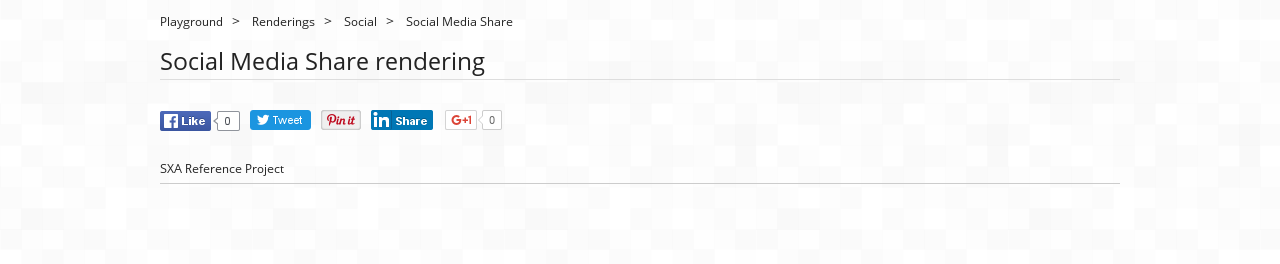 Playground > Renderings > Social > Social Media Share
Social Media Share rendering
Like 0 Tweet Pin it in Share G+1 0
SXA Reference Project